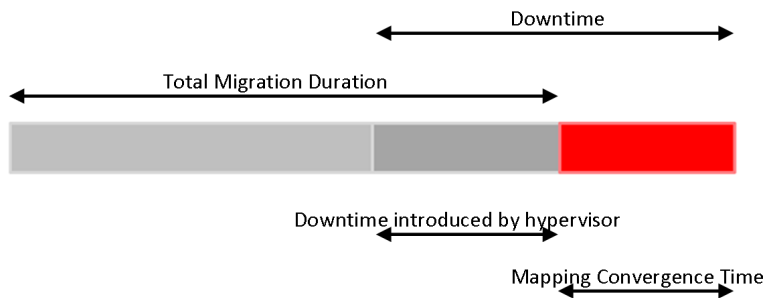 Downtime
Total Migration Duration
Downtime introduced by hypervisor
Mapping Convergence Time